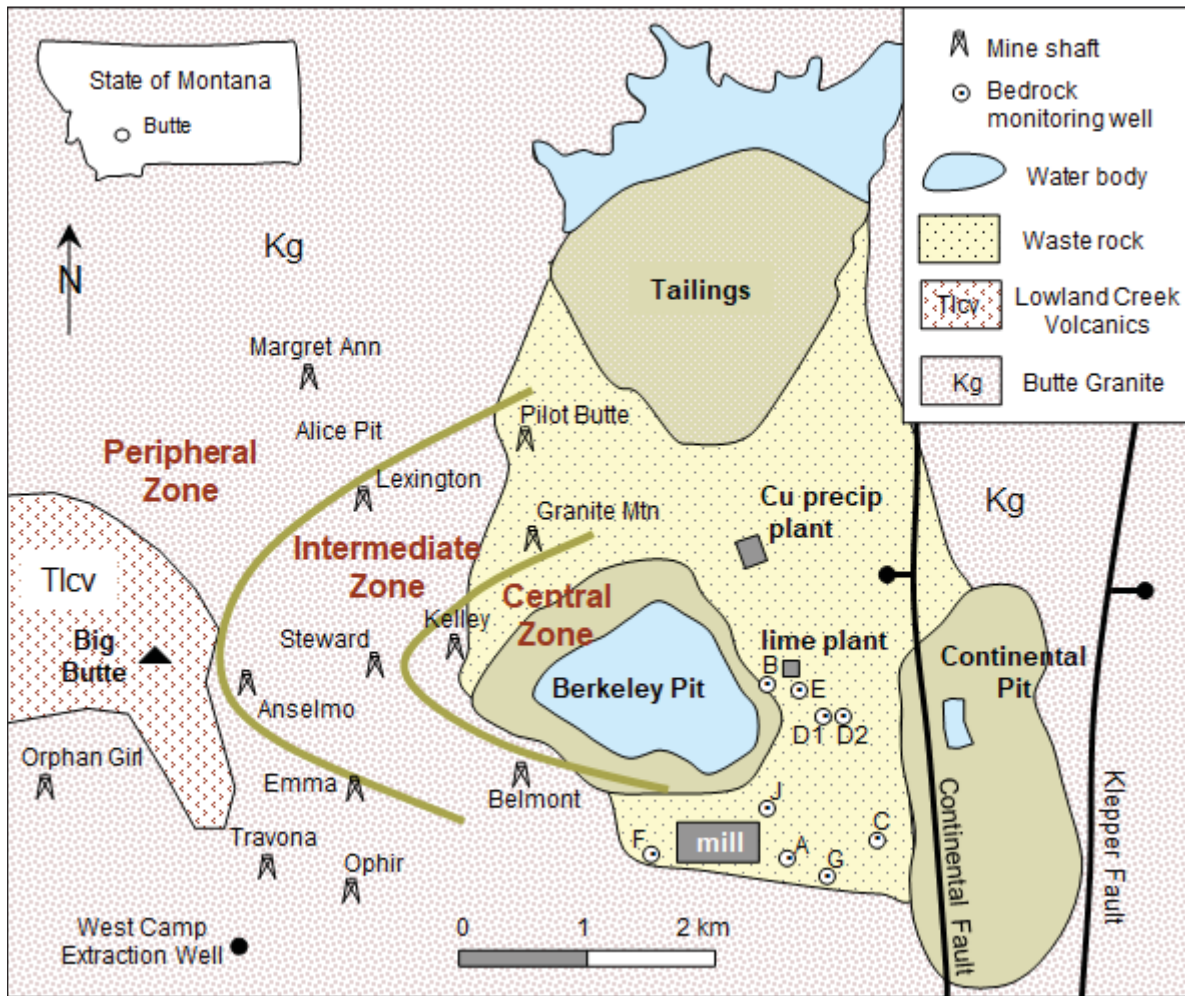 State of Montana
Butte
N
Kg
Mine shaft
Bedrock
monitoring well
Water body
Waste rock
Tlcv
Lowland Creek
Volcanics
Kg
Butte Granite
Tailings
Margret Ann
Alice Pit
Pilot Butte
Peripheral
Zone
Lexington
Granite Mtn
Cu precip
plant
Kg
Intermediate
Zone
Central
Zone
Tlcv
Big
Butte
Steward
Kelley
Anselmo
Berkeley Pit
lime plant
Continental
Pit
B
E
D1
D2
Orphan Girl
Emma
Belmont
J
C
Travona
Ophir
F
mill
A
G
Continental Fault
Klepper Fault
West Camp
Extraction Well
0 1 2 km